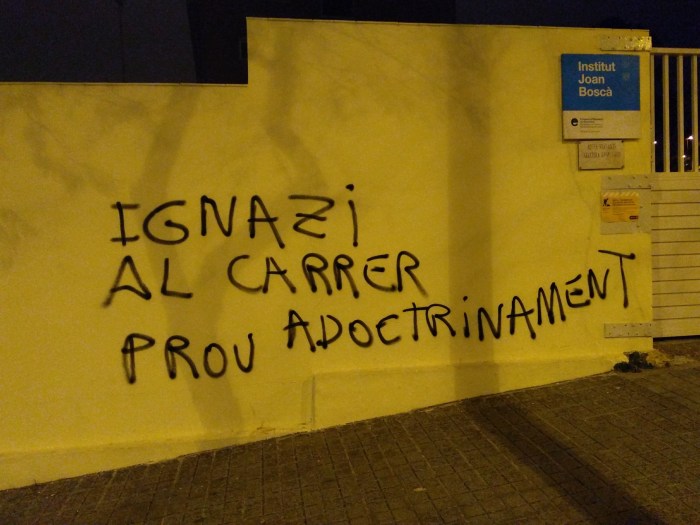 Institut
Joan
Boscà
IGNAZi
AL CARRER
PROU ADOCTRiNAMENT